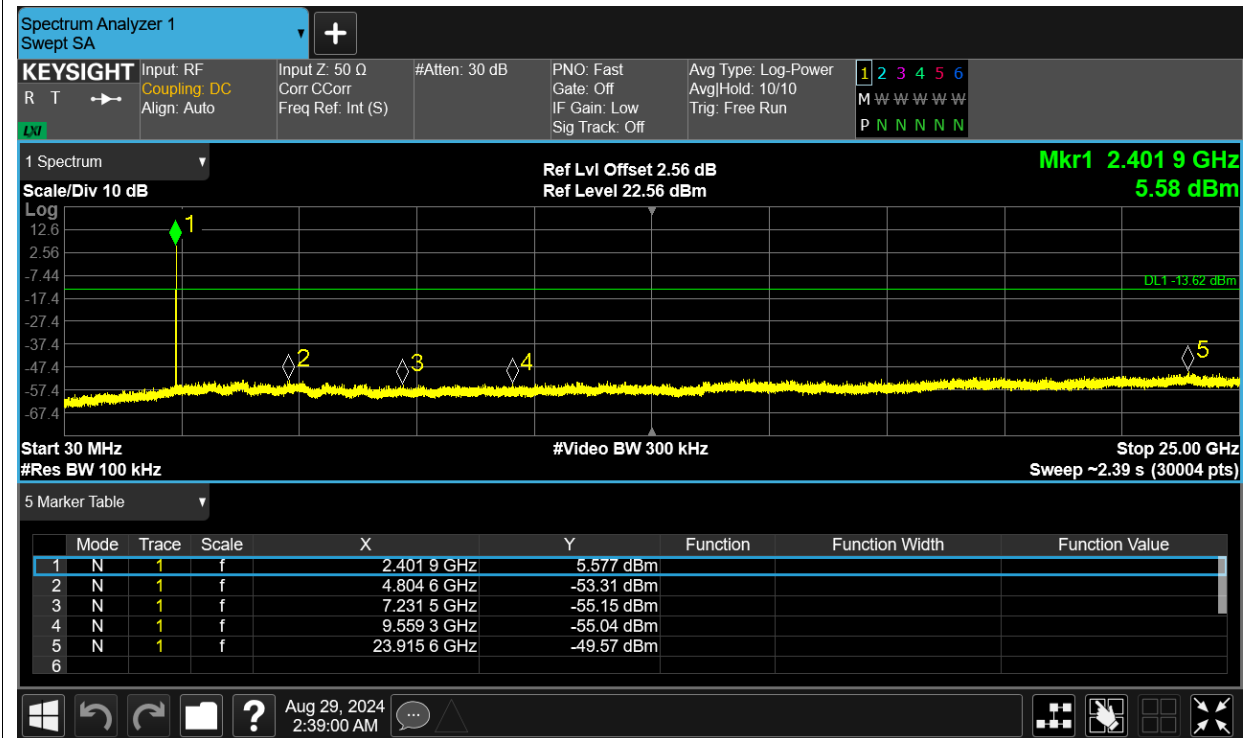 Spectrum Analyzer 1
Swept SA
+
KEYSIGHT Input: RF Input Z: 50 Ω #Atten: 30 dB PNO: Fast Avg Type: Log-Power 1 2 3 4 5 6
R T Coupling: DC Corr CCorr Gate: Off Avg|Hold: 10/10 M W W W W W
Align: Auto Freq Ref: Int (S) IF Gain: Low Trig: Free Run
LXI Sig Track: Off P N N N N N
1 Spectrum Ref Lvl Offset 2.56 dB Mkr1 2.401 9 GHz
Scale/Div 10 dB Ref Level 22.56 dBm 5.58 dBm
Log
1
12.6
2.56
-7.44
DL1 -13.62 dBm
-17.4
-27.4
-37.4
2 3 4 5
-47.4
-57.4
-67.4
Start 30 MHz #Video BW 300 kHz Stop 25.00 GHz
#Res BW 100 kHz Sweep ~2.39 s (30004 pts)
5 Marker Table
Mode Trace Scale X Y Function Function Width Function Value
1 N 1 f 2.401 9 GHz 5.577 dBm
2 N 1 f 4.804 6 GHz -53.31 dBm
3 N 1 f 7.231 5 GHz -55.15 dBm
4 N 1 f 9.559 3 GHz -55.04 dBm
5 N 1 f 23.915 6 GHz -49.57 dBm
6
? Aug 29, 2024
2:39:00 AM